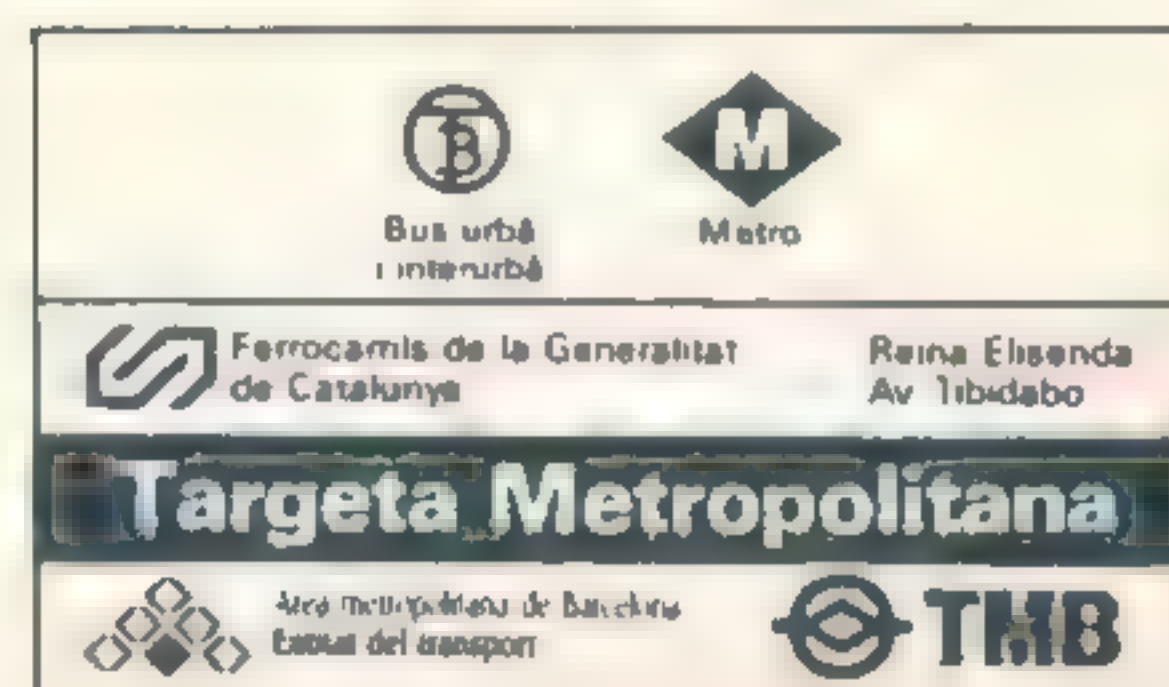 TB
M
Bus urbà
i interurbà
Metro
Ferrocarrils de la Generalitat
de Catalunya
Reina Elisenda
Av Tibidabo
Targeta Metropolitana
Àrea metropolitana de Barcelona
Entitat del transport
TMB